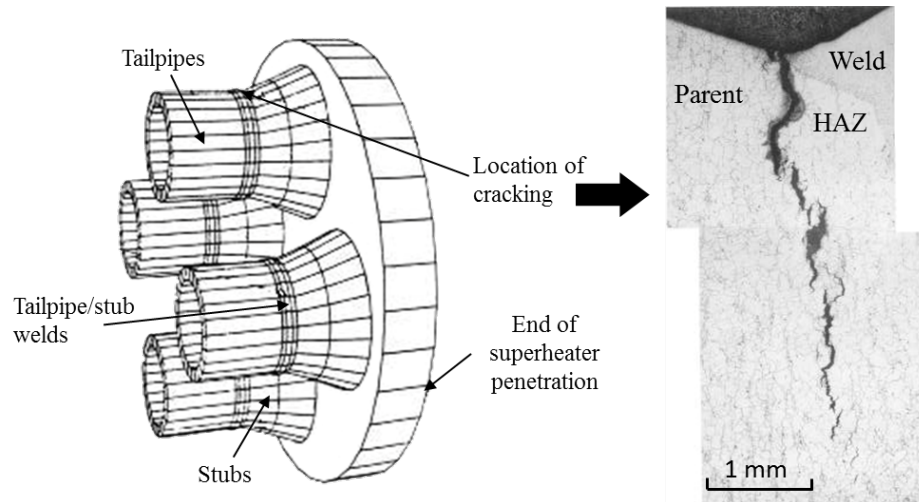 Tailpipes
Weld
Parent
HAZ
Location of
cracking
Tailpipe/stub
welds
End of
superheater
penetration
Stubs
1 mm